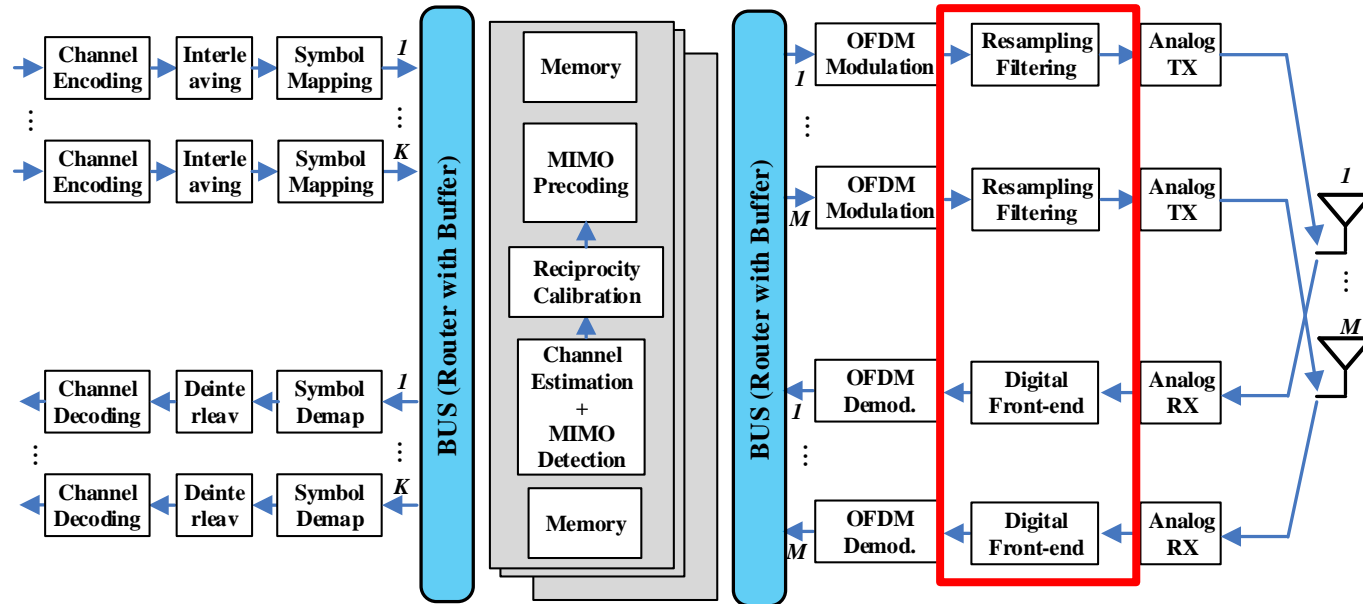 Channel
Encoding
Interle
aving
Symbol
Mapping
1
⋮
⋮
Channel
Encoding
Interle
aving
Symbol
Mapping
K
Channel
Decoding
Deinte
rleav
Symbol
Demap
1
⋮
⋮
Channel
Decoding
Deinte
rleav
Symbol
Demap
K
BUS (Router with Buffer)
Memory
MIMO
Precoding
Reciprocity
Calibration
Channel
Estimation
+
MIMO
Detection
Memory
BUS (Router with Buffer)
1
OFDM
Modulation
Resampling
Filtering
Analog
TX
⋮
M
OFDM
Modulation
Resampling
Filtering
Analog
TX
1
⋮
M
1
OFDM
Demod.
Digital
Front-end
Analog
RX
⋮
M
OFDM
Demod.
Digital
Front-end
Analog
RX